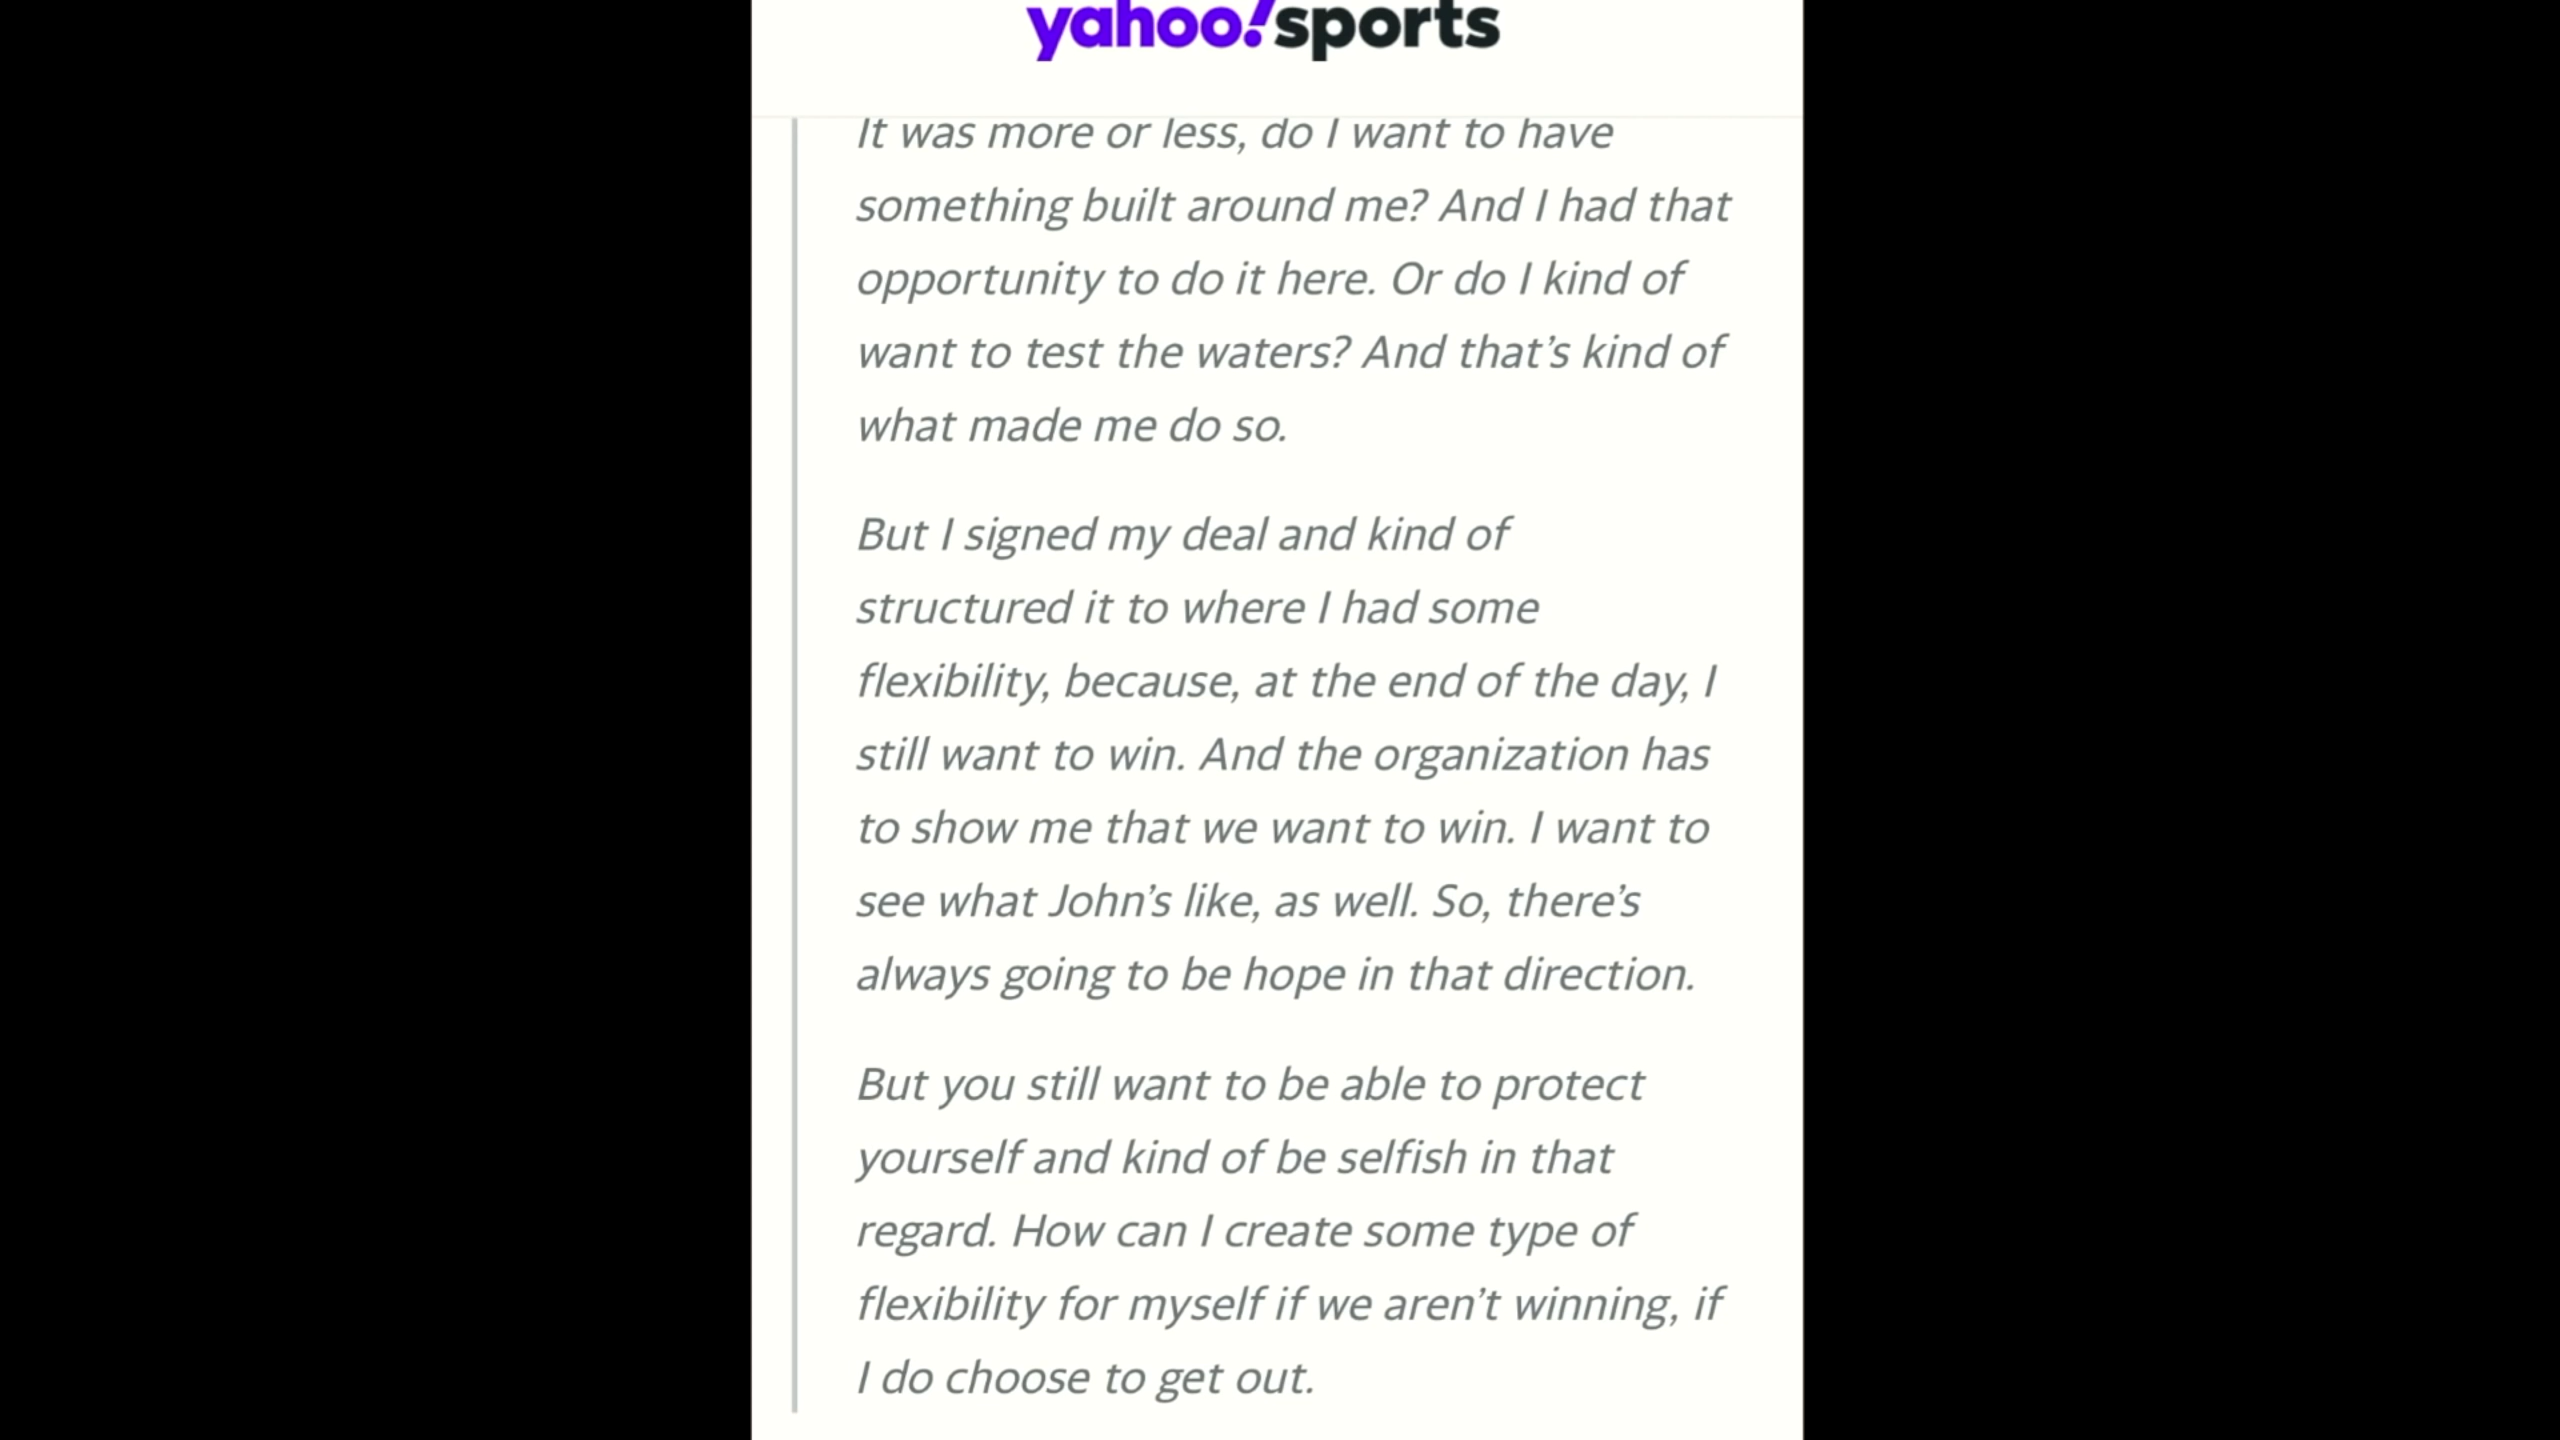 yahoo!sports
It was more or less, do I want to have
something built around me? And I had that
opportunity to do it here. Or do I kind of
want to test the waters? And that’s kind of
what made me do so.
But I signed my deal and kind of
structured it to where I had some
flexibility, because, at the end of the day, I
still want to win. And the organization has
to show me that we want to win. I want to
see what John’s like, as well. So, there’s
always going to be hope in that direction.
But you still want to be able to protect
yourself and kind of be selfish in that
regard. How can I create some type of
flexibility for myself if we aren’t winning, if
I do choose to get out.